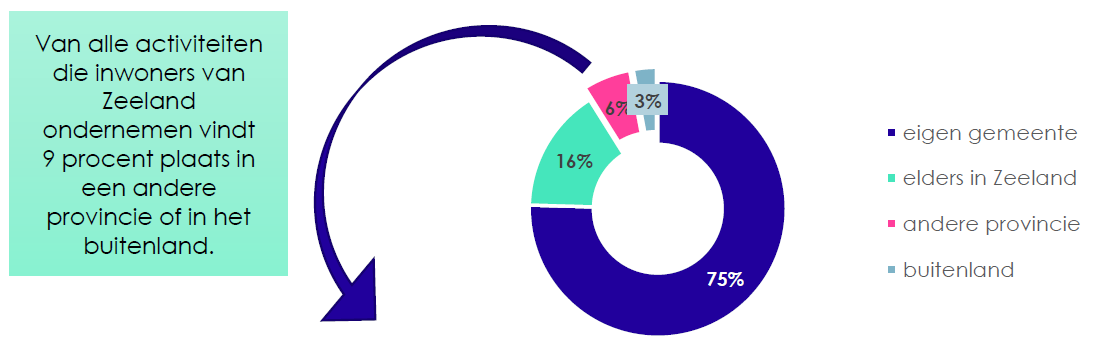 Van alle activiteiten
die inwoners van
Zeeland
ondernemen vindt
9 procent plaats in
een andere
provincie of in het
buitenland.
6%
3%
16%
75%
eigen gemeente
elders in Zeeland
andere provincie
buitenland